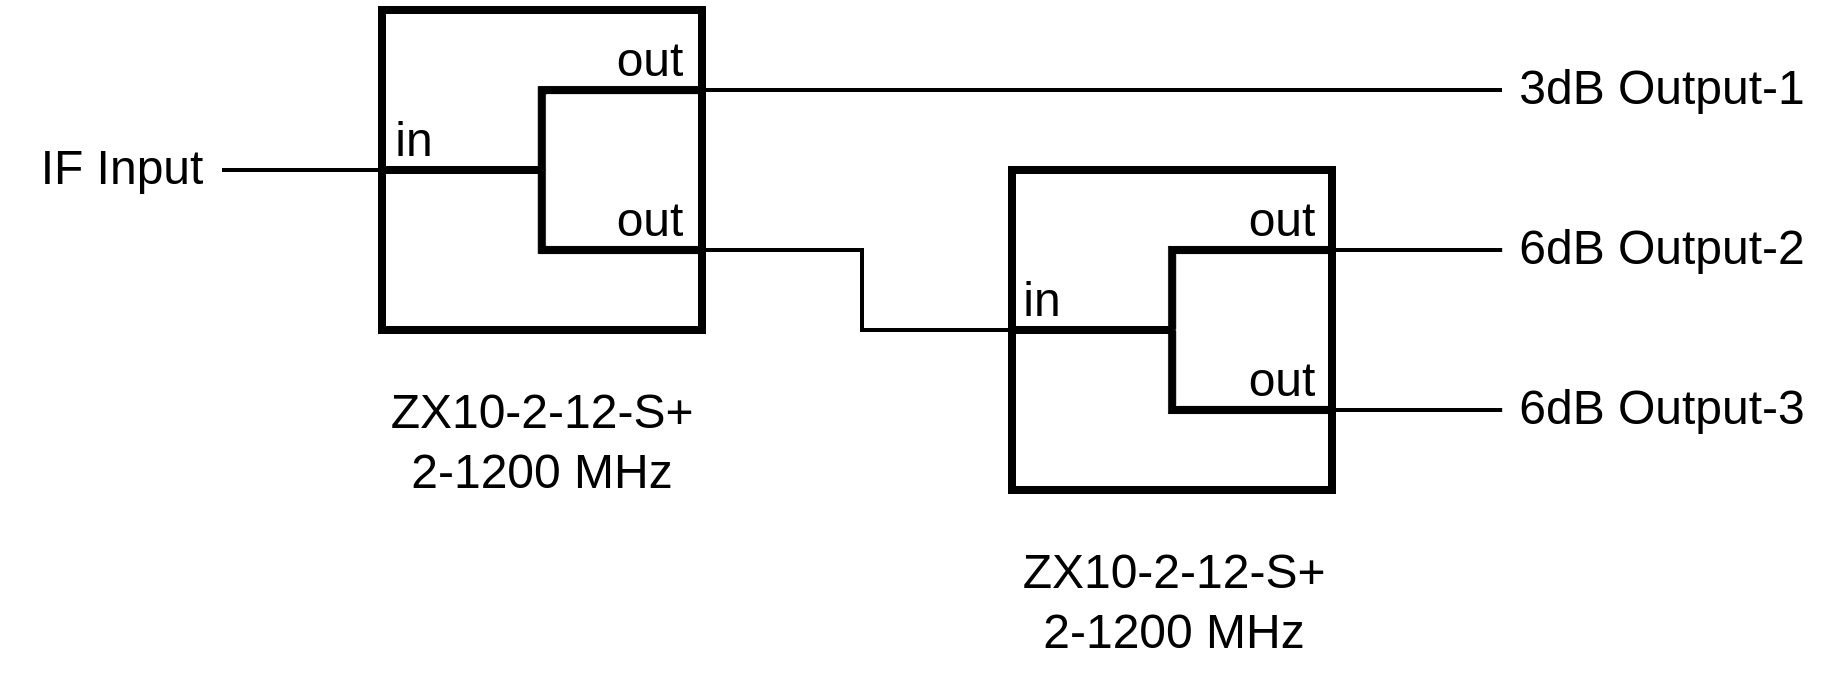 out
3dB Output-1
in
IF Input
out
out
6dB Output-2
in
out
6dB Output-3
ZX10-2-12-S+
2-1200 MHz
ZX10-2-12-S+
2-1200 MHz